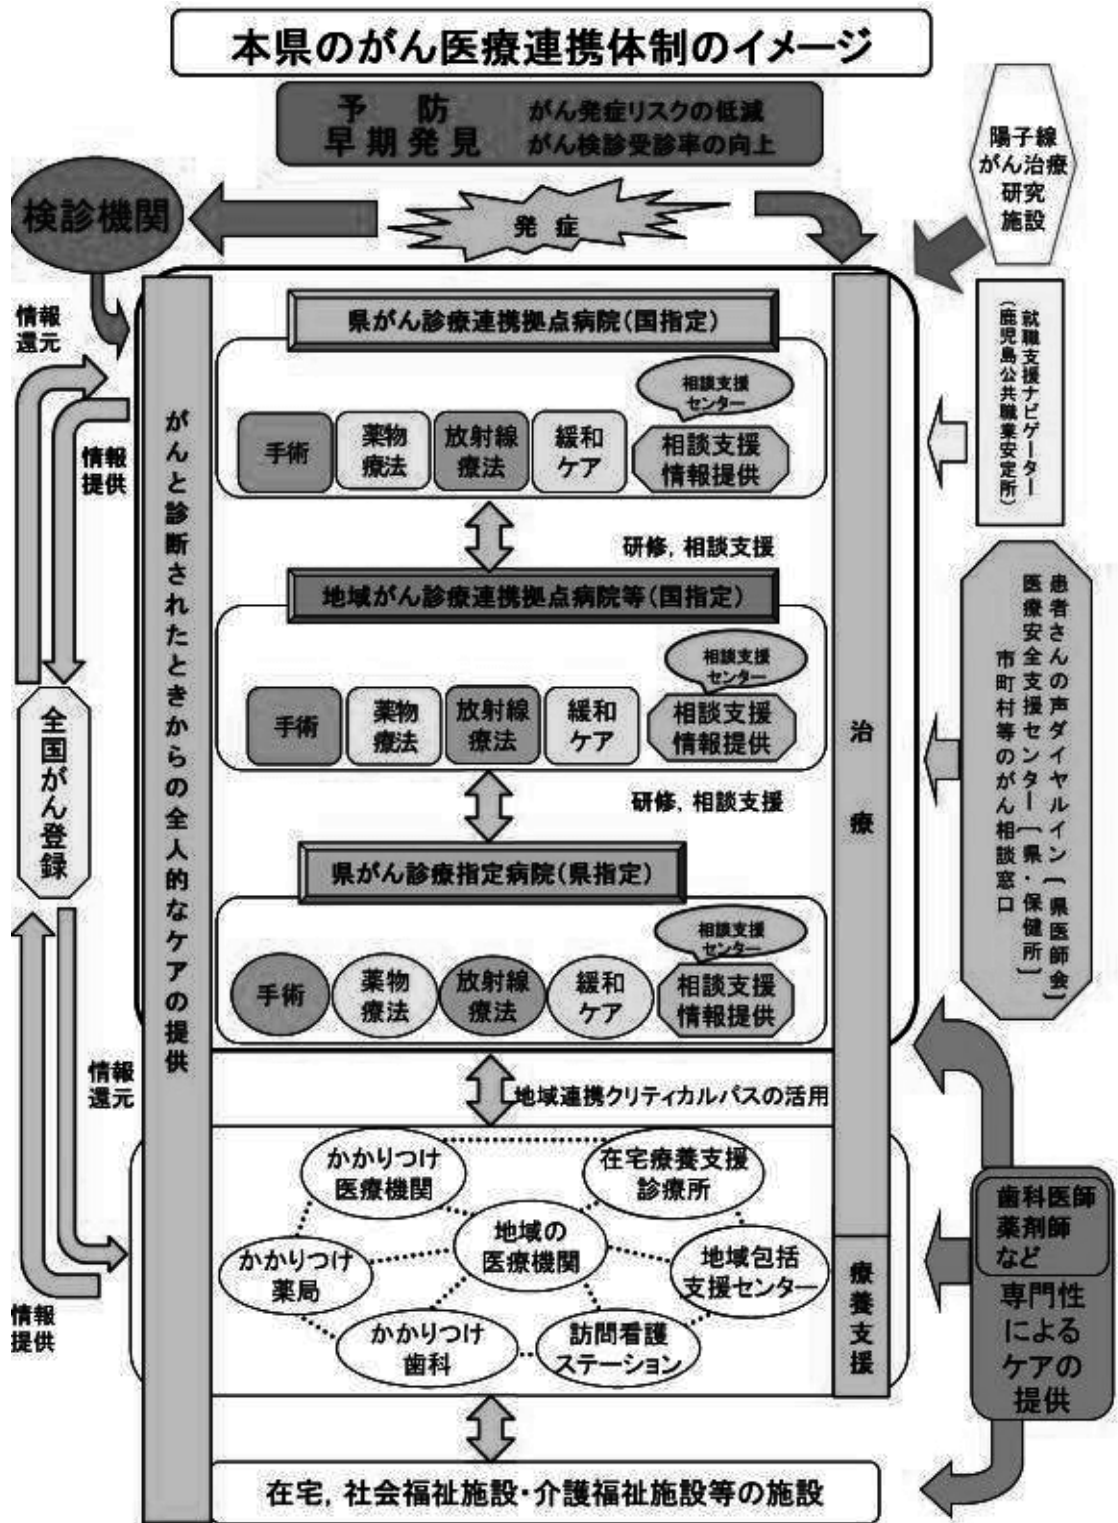 本県のがん医療連携体制のイメージ
予 防 がん発症リスクの低減
早期発見 がん検診受診率の向上
陽子線
がん治療
研究
施設
検診機関
発 症
情報
還元
県がん診療連携拠点病院(国指定)
就職支援ナビゲーター
(鹿児島公共職業安定所)
相談支援
センター
手術
薬物
療法
放射線
療法
緩和
ケア
相談支援
情報提供
情報
提供
がんと診断されたときからの全人的なケアの提供
研修,相談支援
地域がん診療連携拠点病院等(国指定)
相談支援
センター
手術
薬物
療法
放射線
療法
緩和
ケア
相談支援
情報提供
治 療
患者さんの声ダイヤルイン〔県医師会〕
医療安全支援センター〔県・保健所〕
市町村等のがん相談窓口
全国がん登録
研修,相談支援
県がん診療指定病院(県指定)
相談支援
センター
手術
薬物
療法
放射線
療法
緩和
ケア
相談支援
情報提供
情報
還元
地域連携クリティカルパスの活用
かかりつけ
医療機関
在宅療養支援
診療所
地域の
医療機関
かかりつけ
薬局
地域包括
支援センター
かかりつけ
歯科
訪問看護
ステーション
療養支援
歯科医師
薬剤師
など
専門性
による
ケアの
提供
情報
提供
在宅,社会福祉施設・介護福祉施設等の施設